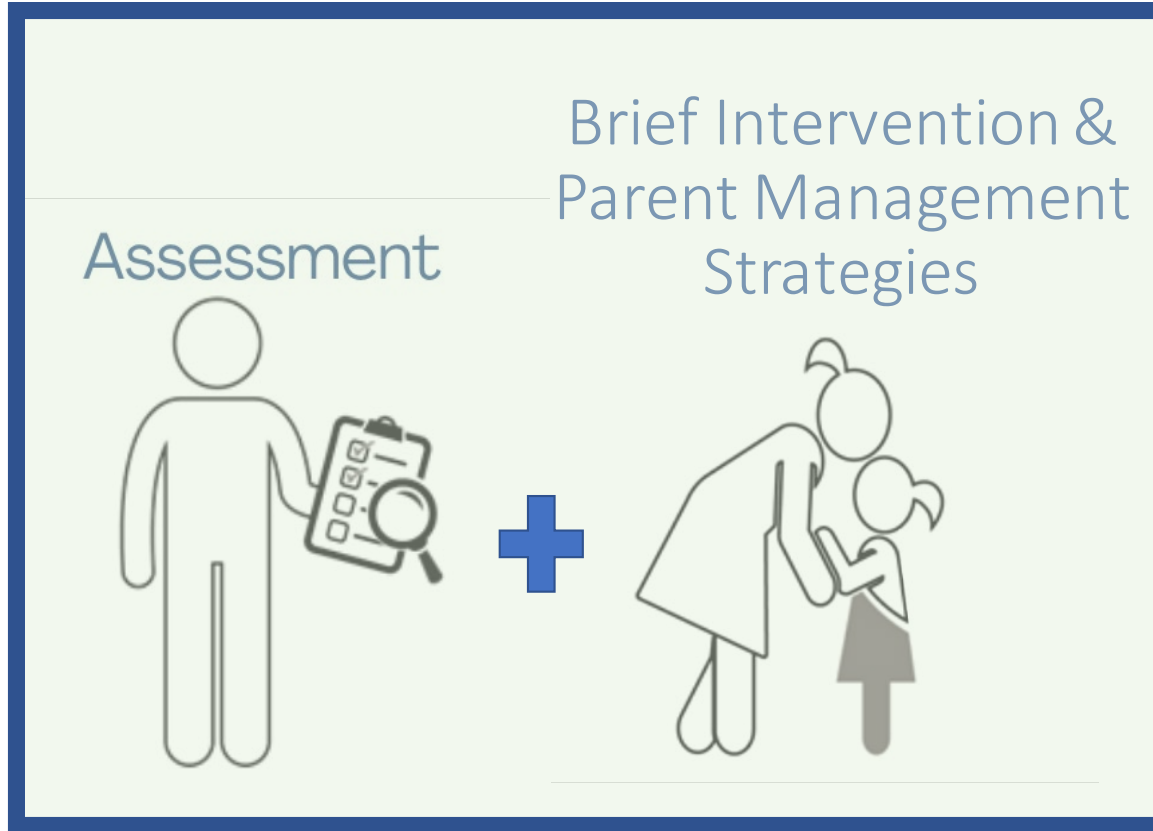 Assessment
Brief Intervention &
Parent Management
Strategies